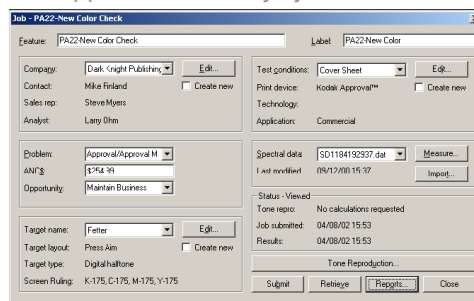 Job - PA22-New Color Check
Feature: PA22-New Color Check
Label: PA22-New Color
Company: Dark Knight Publishing
Edit...
Contact: Mike Finland
Create new
Sales rep: Steve Myers
Analyst: Larry Ohm
Test conditions: Cover Sheet
Edit...
Print device: Kodak Approval™
Create new
Technology:
Application: Commercial
Problem: Approval/Approval M
ANC$:
Opportunity: Maintain Business
Spectral data: SD1184192937.dat
Measure...
Last modified 09/12/00 15:37
Import...
Status - Viewed
Tone repro: No calculations requested
Job submitted: 04/08/02 15:53
Results: 04/08/02 15:53
Target name: Fetter
Edit...
Target layout: Press Aim
Create new
Target type: Digital halftone
Screen Ruling: K-175, C-175, M-175, Y-175
Tone Reproduction...
Submit
Retrieve
Reports...
Close